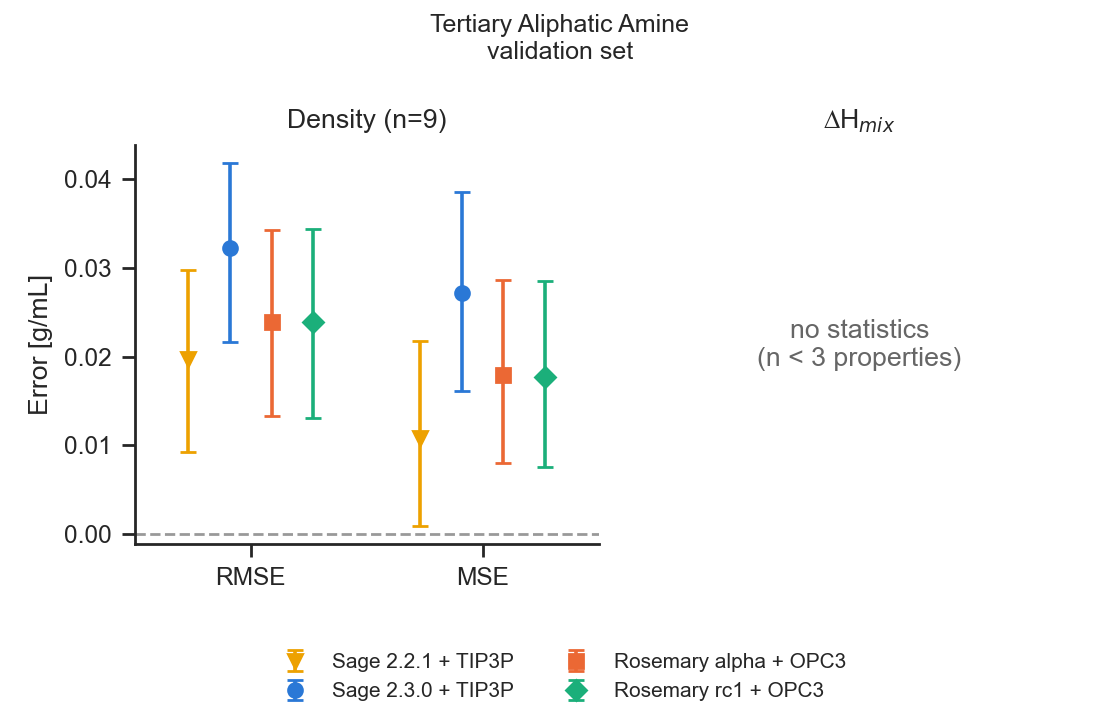 Tertiary Aliphatic Amine
validation set
Density (n=9)
ΔH_mix
Error [g/mL]
0.04
0.03
0.02
0.01
0.00
RMSE
MSE
no statistics
(n < 3 properties)
Sage 2.2.1 + TIP3P
Sage 2.3.0 + TIP3P
Rosemary alpha + OPC3
Rosemary rc1 + OPC3